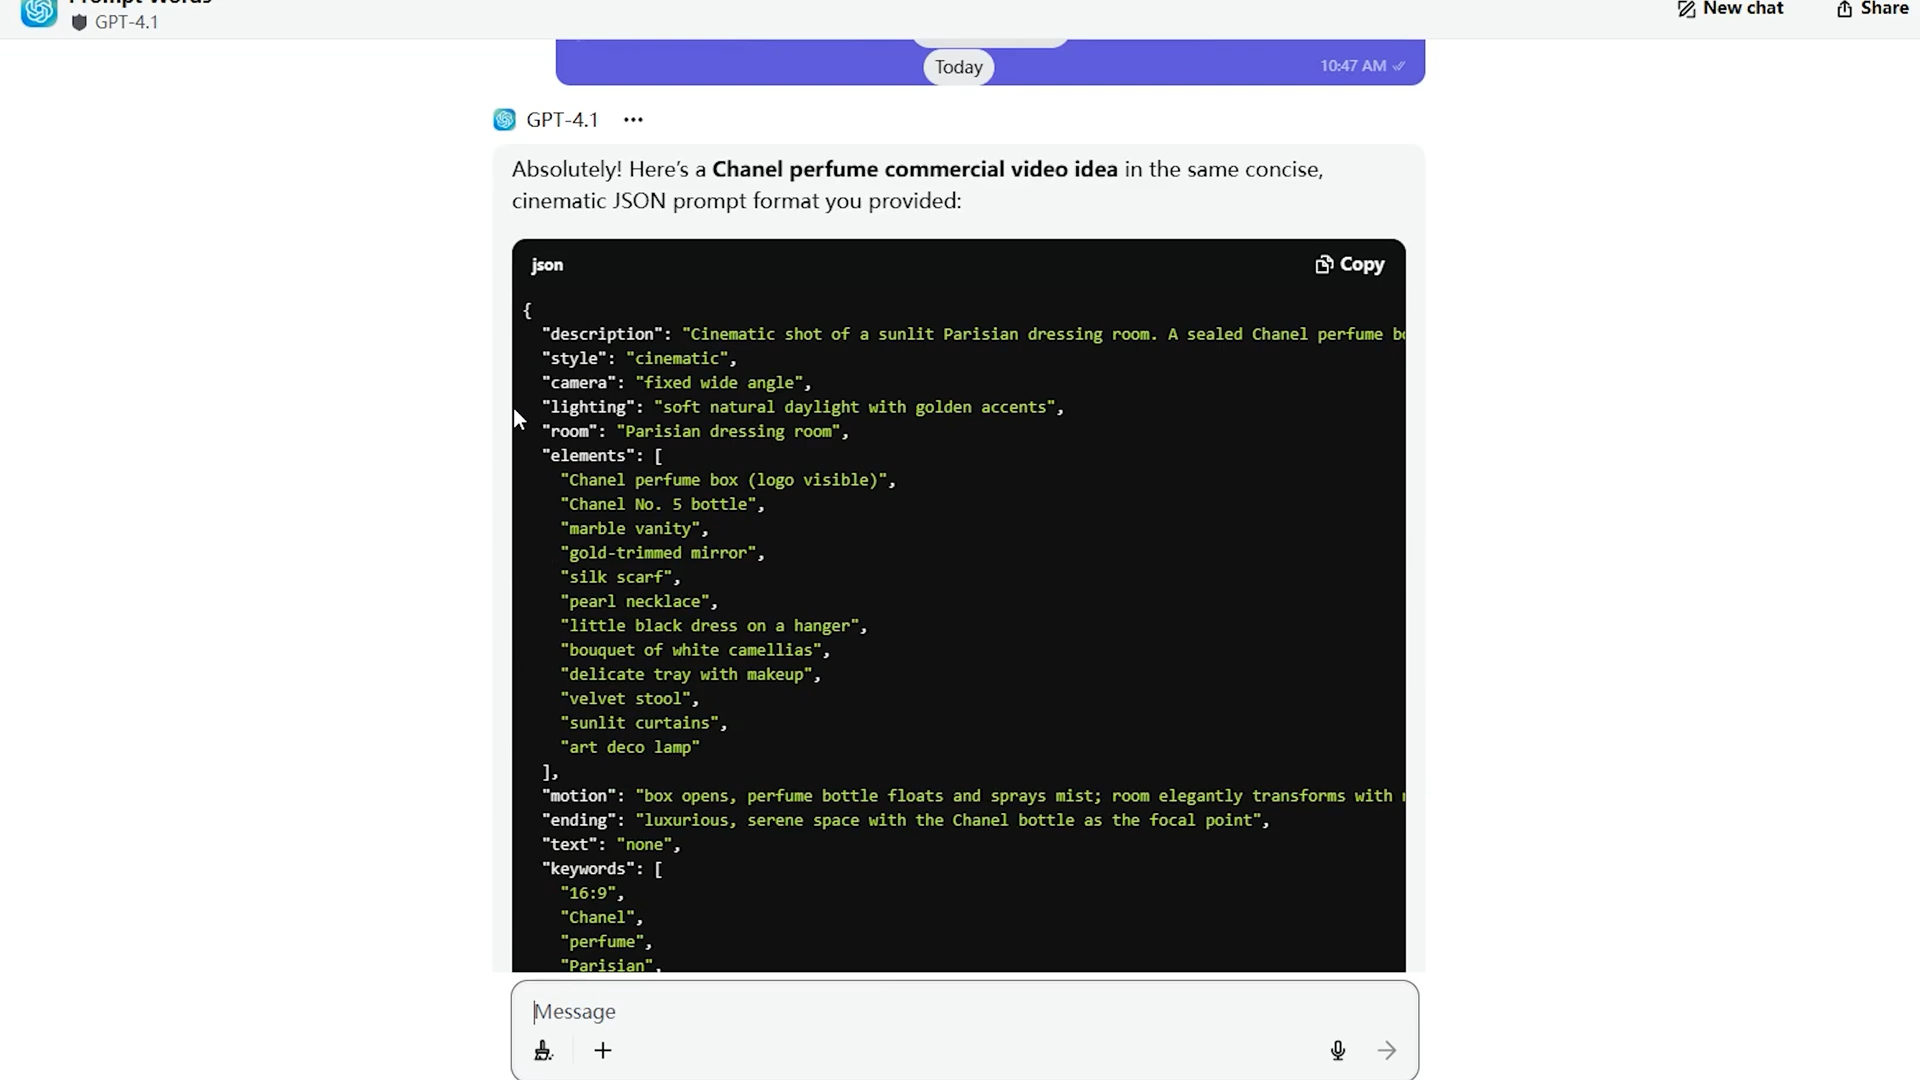 Prompt Words
GPT-4.1
New chat
Share
Today
10:47 AM
GPT-4.1
Absolutely! Here's a Chanel perfume commercial video idea in the same concise,
cinematic JSON prompt format you provided:
json
Copy
{
"description": "Cinematic shot of a sunlit Parisian dressing room. A sealed Chanel perfume
"style": "cinematic",
"camera": "fixed wide angle",
"lighting": "soft natural daylight with golden accents",
"room": "Parisian dressing room",
"elements": [
"Chanel perfume box (logo visible)",
"Chanel No. 5 bottle",
"marble vanity",
"gold-trimmed mirror",
"silk scarf",
"pearl necklace",
"little black dress on a hanger",
"bouquet of white camellias",
"delicate tray with makeup",
"velvet stool",
"sunlit curtains",
"art deco lamp"
],
"motion": "box opens, perfume bottle floats and sprays mist; room elegantly transforms with
"ending": "luxurious, serene space with the Chanel bottle as the focal point",
"text": "none",
"keywords": [
"16:9",
"Chanel",
"perfume",
"Parisian",
Message